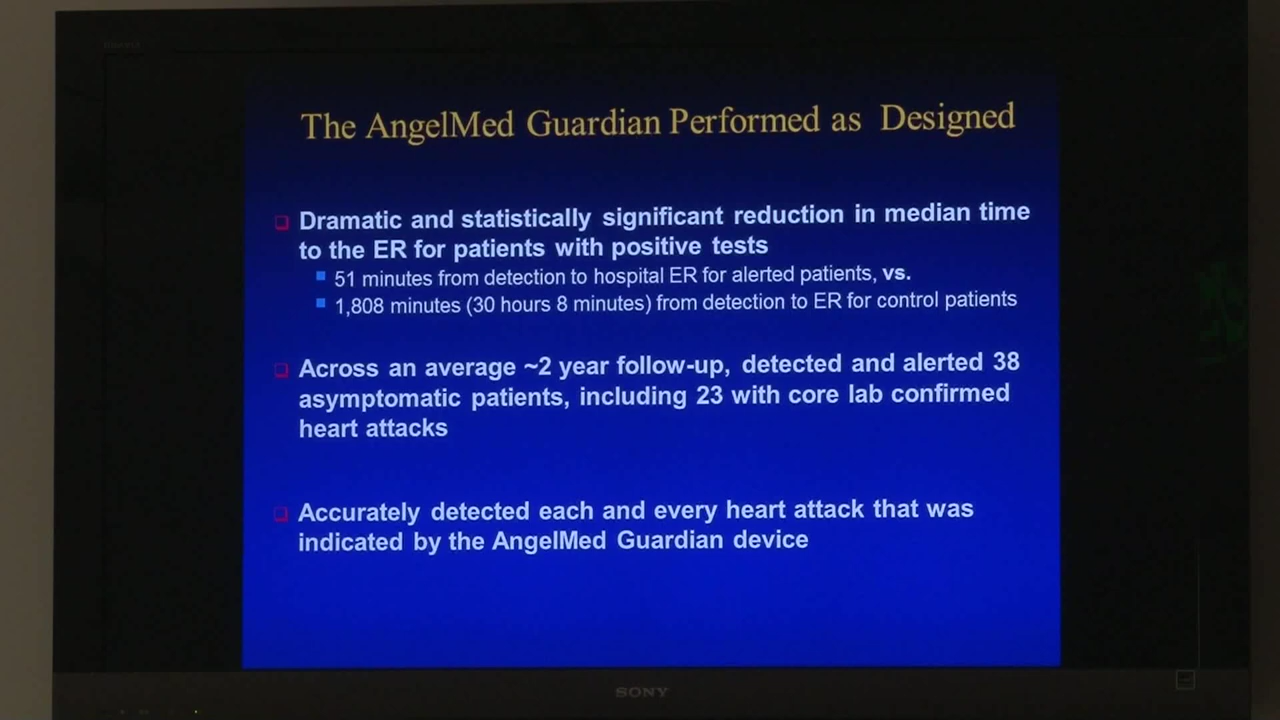 The AngelMed Guardian Performed as Designed
Dramatic and statistically significant reduction in median time
to the ER for patients with positive tests
51 minutes from detection to hospital ER for alerted patients, vs.
1,808 minutes (30 hours 8 minutes) from detection to ER for control patients
Across an average ~2 year follow-up, detected and alerted 38
asymptomatic patients, including 23 with core lab confirmed
heart attacks
Accurately detected each and every heart attack that was
indicated by the AngelMed Guardian device
SONY